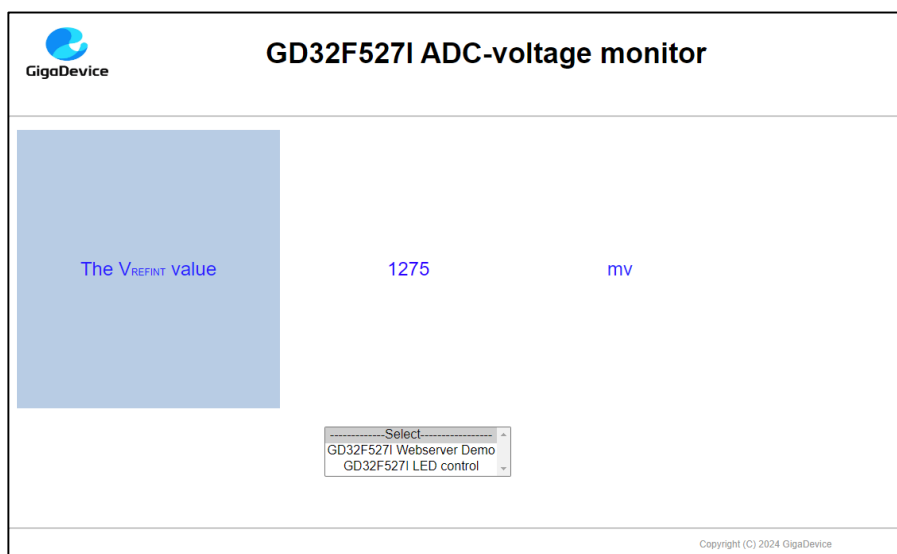 GigaDevice
GD32F527I ADC-voltage monitor
The VREFINT value 1275 mv
-------------Select-----------------
GD32F527I Webserver Demo
GD32F527I LED control
Copyright (C) 2024 GigaDevice